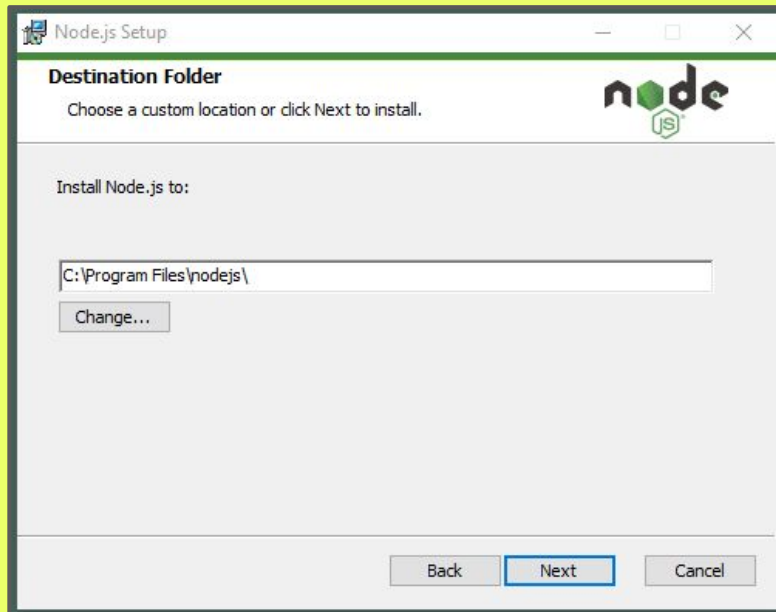 Node.js Setup
Destination Folder
Choose a custom location or click Next to install.
node
JS
Install Node.js to:
C:\Program Files\nodejs\
Change...
Back Next Cancel